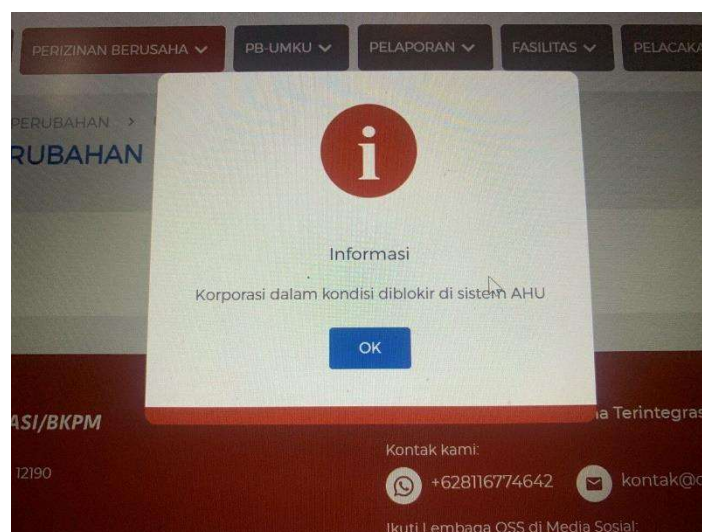 PERIZINAN BERUSAHA
PB-UMKU
PELAPORAN
FASILITAS
PERUBAHAN >
RUBAHAN
i
Informasi
Korporasi dalam kondisi diblokir di sistem AHU
OK
ASI/BKPM
12190
Kontak kami:
+628116774642
Ikuti Lembaga OSS di Media Sosial: